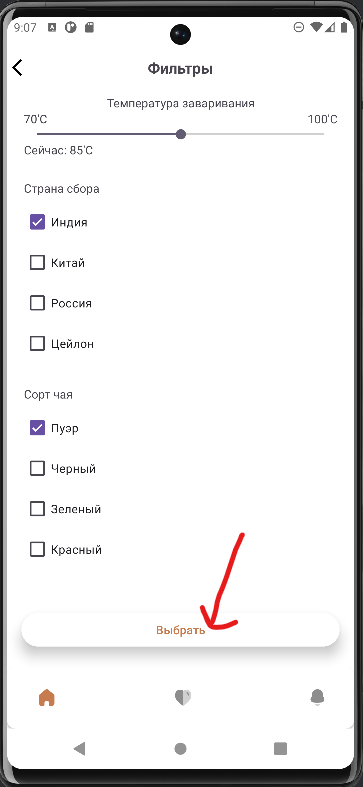 9:07
Фильтры
Температура заваривания
70'C 100'C
Сейчас: 85'C
Страна сбора
Индия
Китай
Россия
Цейлон
Сорт чая
Пуэр
Черный
Зеленый
Красный
Выбрать